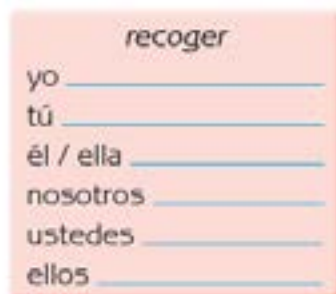 recoger
yo
tú
él / ella
nosotros
ustedes
ellos